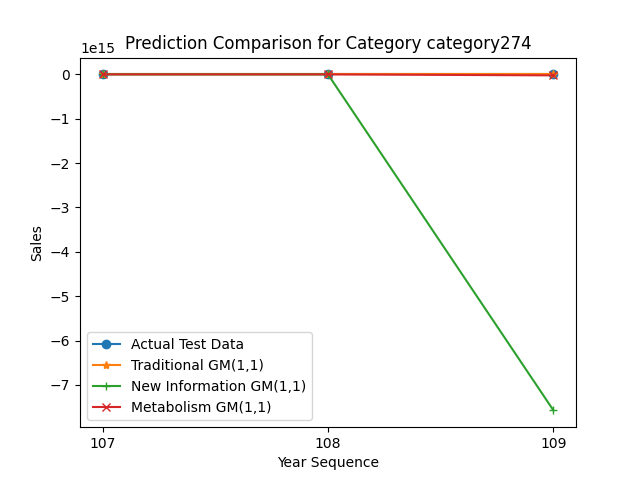 Prediction Comparison for Category category274
1e15
0
−1
−2
−3
−4
−5
−6
−7
Sales
Actual Test Data
Traditional GM(1,1)
New Information GM(1,1)
Metabolism GM(1,1)
107
108
109
Year Sequence